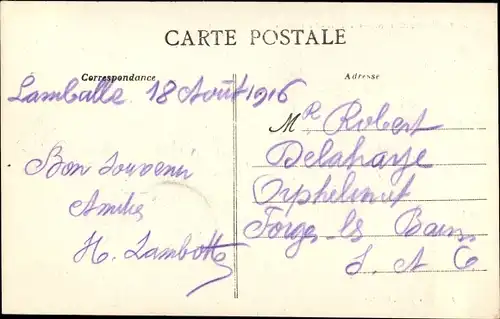 CARTE POSTALE
Correspondance
Adresse
Lamballe 18 Août 1916
Bon Souvenir
Amitiés
H. Lambotte
Mr Robert
Delahaye
Orphelinat
Forges-les Bains
S. et O.